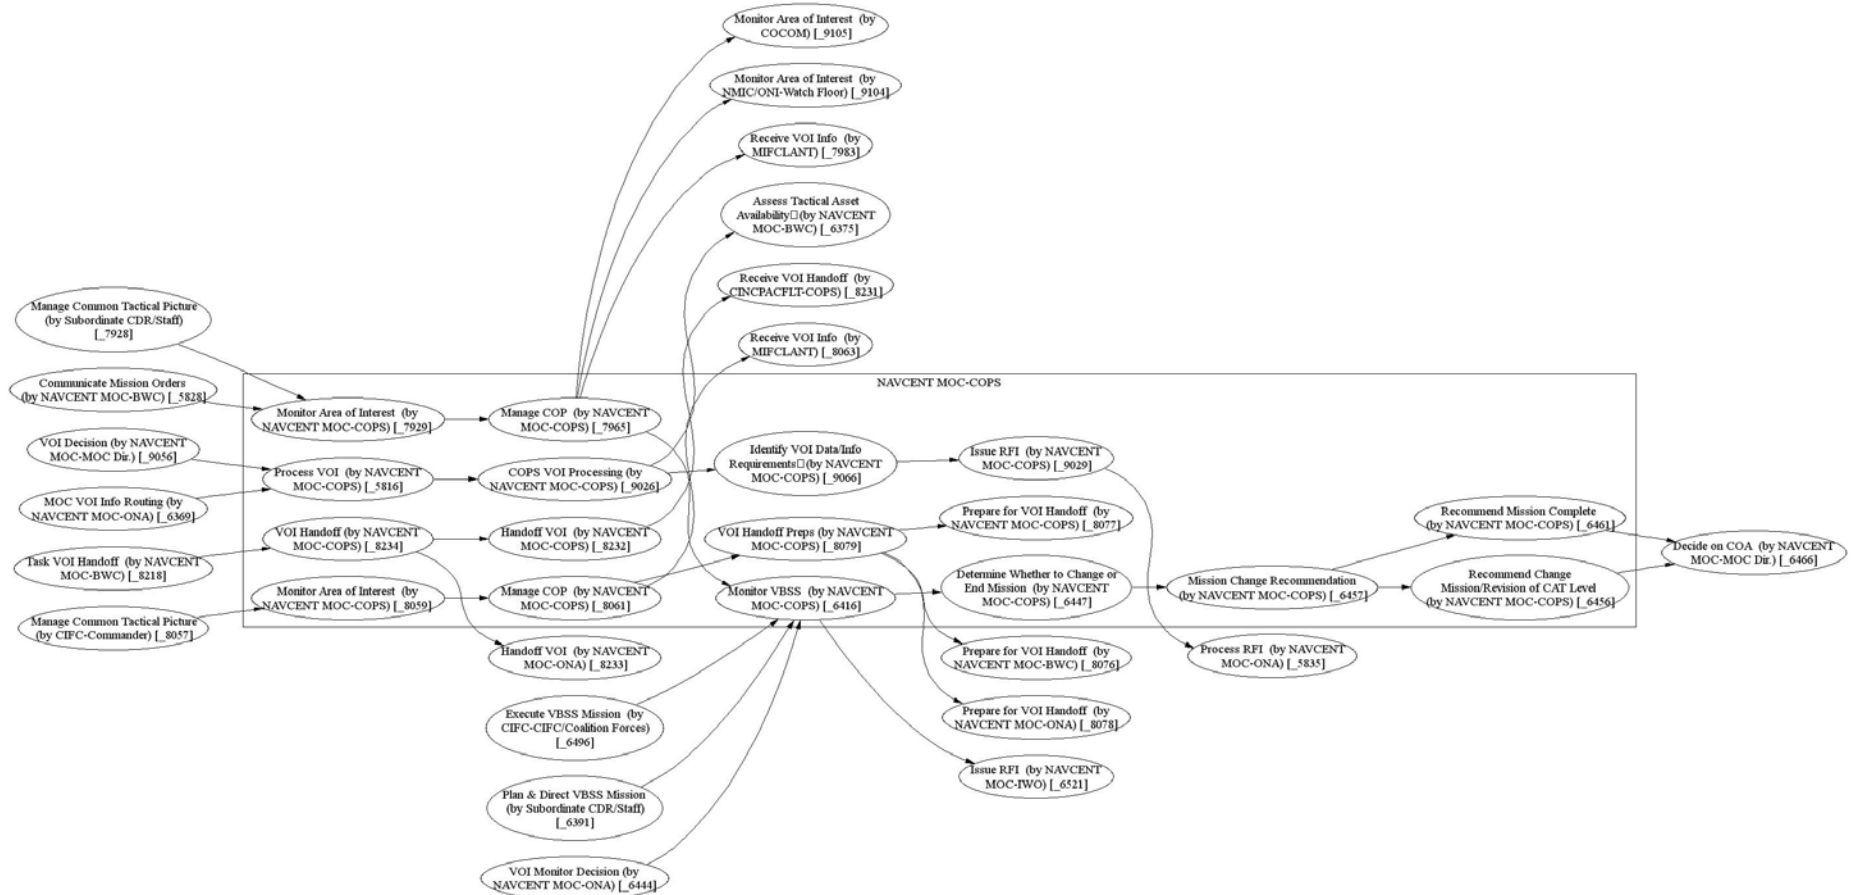 Monitor Area of Interest (by
COCOM) [_9105]
Monitor Area of Interest (by
NMIC/ONI-Watch Floor) [_9104]
Receive VOI Info (by
MIFCLANT) [_7983]
Assess Tactical Asset
Availability□(by NAVCENT
MOC-BWC) [_6375]
Receive VOI Handoff (by
CINCPACFLT-COPS) [_8231]
Receive VOI Info (by
MIFCLANT) [_8063]
Manage Common Tactical Picture
(by Subordinate CDR/Staff)
[_7928]
Communicate Mission Orders
(by NAVCENT MOC-BWC) [_5828]
VOI Decision (by NAVCENT
MOC-MOC Dir.) [_9056]
MOC VOI Info Routing (by
NAVCENT MOC-ONA) [_6369]
Task VOI Handoff (by NAVCENT
MOC-BWC) [_8218]
Manage Common Tactical Picture
(by CIFC-Commander) [_8057]
NAVCENT MOC-COPS
Monitor Area of Interest (by
NAVCENT MOC-COPS) [_7929]
Process VOI (by NAVCENT
MOC-COPS) [_5816]
VOI Handoff (by NAVCENT
MOC-COPS) [_8234]
Monitor Area of Interest (by
NAVCENT MOC-COPS) [_8059]
Manage COP (by NAVCENT
MOC-COPS) [_7965]
COPS VOI Processing (by
NAVCENT MOC-COPS) [_9026]
Handoff VOI (by NAVCENT
MOC-COPS) [_8232]
Manage COP (by NAVCENT
MOC-COPS) [_8061]
Handoff VOI (by NAVCENT
MOC-ONA) [_8233]
Execute VBSS Mission (by
CIFC-CIFC/Coalition Forces)
[_6496]
Plan & Direct VBSS Mission
(by Subordinate CDR/Staff)
[_6391]
VOI Monitor Decision (by
NAVCENT MOC-ONA) [_6444]
Identify VOI Data/Info
Requirements□(by NAVCENT
MOC-COPS) [_9066]
VOI Handoff Preps (by NAVCENT
MOC-COPS) [_8079]
Monitor VBSS (by NAVCENT
MOC-COPS) [_6416]
Issue RFI (by NAVCENT
MOC-COPS) [_9029]
Prepare for VOI Handoff (by
NAVCENT MOC-COPS) [_8077]
Determine Whether to Change or
End Mission (by NAVCENT
MOC-COPS) [_6447]
Prepare for VOI Handoff (by
NAVCENT MOC-BWC) [_8076]
Prepare for VOI Handoff (by
NAVCENT MOC-ONA) [_8078]
Issue RFI (by NAVCENT
MOC-IWO) [_6521]
Mission Change Recommendation
(by NAVCENT MOC-COPS) [_6457]
Process RFI (by NAVCENT
MOC-ONA) [_5835]
Recommend Mission Complete
(by NAVCENT MOC-COPS) [_6461]
Recommend Change
Mission/Revision of CAT Level
(by NAVCENT MOC-COPS) [_6456]
Decide on COA (by NAVCENT
MOC-MOC Dir.) [_6466]